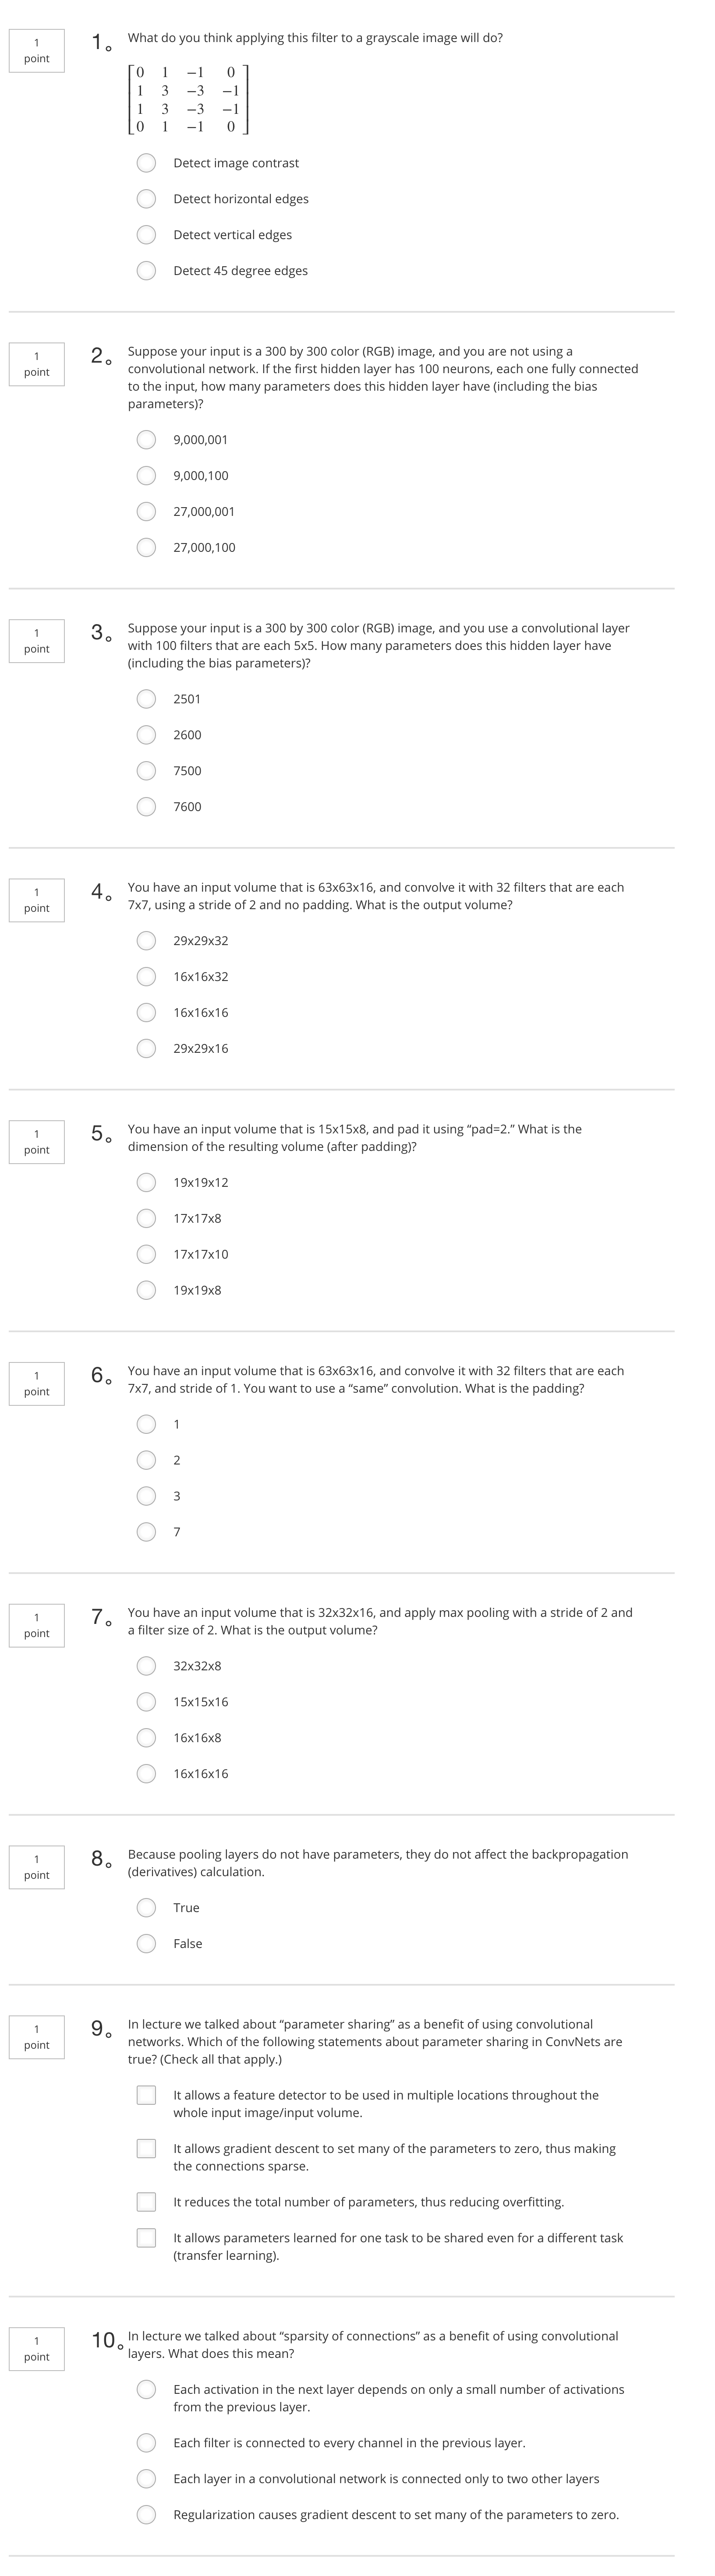 1
point
1。
What do you think applying this filter to a grayscale image will do?
0 1 −1 0
1 3 −3 −1
1 3 −3 −1
0 1 −1 0
Detect image contrast
Detect horizontal edges
Detect vertical edges
Detect 45 degree edges
1
point
2。
Suppose your input is a 300 by 300 color (RGB) image, and you are not using a
convolutional network. If the first hidden layer has 100 neurons, each one fully connected
to the input, how many parameters does this hidden layer have (including the bias
parameters)?
9,000,001
9,000,100
27,000,001
27,000,100
1
point
3。
Suppose your input is a 300 by 300 color (RGB) image, and you use a convolutional layer
with 100 filters that are each 5x5. How many parameters does this hidden layer have
(including the bias parameters)?
2501
2600
7500
7600
1
point
4。
You have an input volume that is 63x63x16, and convolve it with 32 filters that are each
7x7, using a stride of 2 and no padding. What is the output volume?
29x29x32
16x16x32
16x16x16
29x29x16
1
point
5。
You have an input volume that is 15x15x8, and pad it using “pad=2.” What is the
dimension of the resulting volume (after padding)?
19x19x12
17x17x8
17x17x10
19x19x8
1
point
6。
You have an input volume that is 63x63x16, and convolve it with 32 filters that are each
7x7, and stride of 1. You want to use a “same” convolution. What is the padding?
1
2
3
7
1
point
7。
You have an input volume that is 32x32x16, and apply max pooling with a stride of 2 and
a filter size of 2. What is the output volume?
32x32x8
15x15x16
16x16x8
16x16x16
1
point
8。
Because pooling layers do not have parameters, they do not affect the backpropagation
(derivatives) calculation.
True
False
1
point
9。
In lecture we talked about “parameter sharing” as a benefit of using convolutional
networks. Which of the following statements about parameter sharing in ConvNets are
true? (Check all that apply.)
It allows a feature detector to be used in multiple locations throughout the
whole input image/input volume.
It allows gradient descent to set many of the parameters to zero, thus making
the connections sparse.
It reduces the total number of parameters, thus reducing overfitting.
It allows parameters learned for one task to be shared even for a different task
(transfer learning).
1
point
10。
In lecture we talked about “sparsity of connections” as a benefit of using convolutional
layers. What does this mean?
Each activation in the next layer depends on only a small number of activations
from the previous layer.
Each filter is connected to every channel in the previous layer.
Each layer in a convolutional network is connected only to two other layers
Regularization causes gradient descent to set many of the parameters to zero.